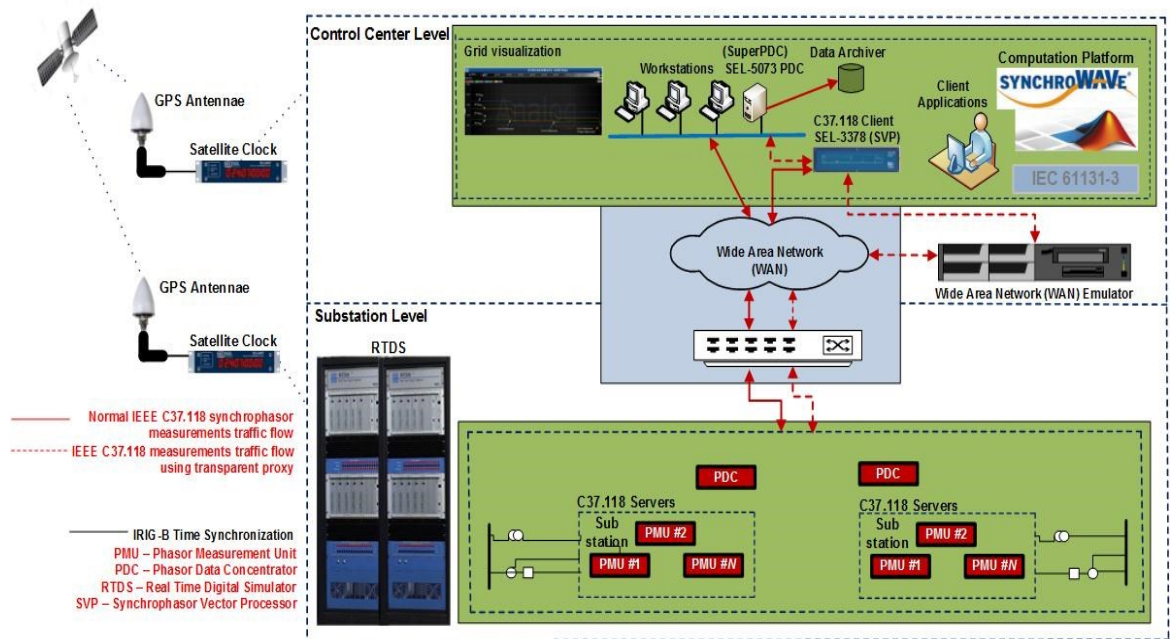 Control Center Level
Grid visualization
Workstations
(SuperPDC)
SEL-5073 PDC
Data Archiver
Computation Platform
SYNCHROWAVE®
Client
Applications
C37.118 Client
SEL-3378 (SVP)
IEC 61131-3
GPS Antennae
Satellite Clock
Wide Area Network
(WAN)
Wide Area Network (WAN) Emulator
GPS Antennae
Satellite Clock
Substation Level
RTDS
Normal IEEE C37.118 synchrophasor
measurements traffic flow
IEEE C37.118 measurements traffic flow
using transparent proxy
IRIG-B Time Synchronization
PMU – Phasor Measurement Unit
PDC – Phasor Data Concentrator
RTDS – Real Time Digital Simulator
SVP – Synchrophasor Vector Processor
PDC
C37.118 Servers
Sub
station
PMU #2
PMU #1
PMU #N
PDC
C37.118 Servers
Sub
station
PMU #2
PMU #1
PMU #N